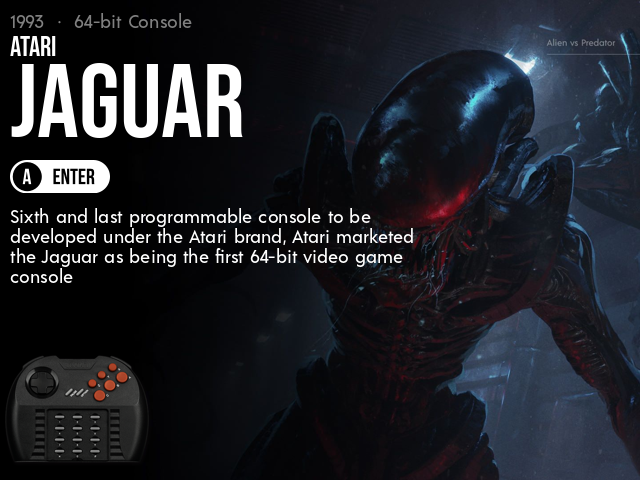 1993 · 64-bit Console
ATARI
JAGUAR
A ENTER
Alien vs Predator
Sixth and last programmable console to be
developed under the Atari brand, Atari marketed
the Jaguar as being the first 64-bit video game
console